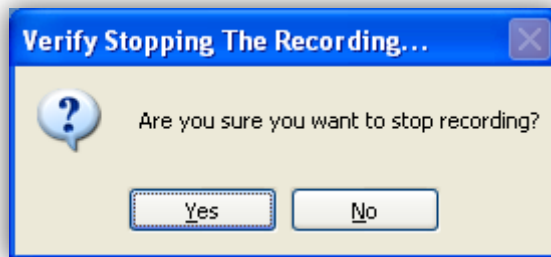 Verify Stopping The Recording...
Are you sure you want to stop recording?
Yes No